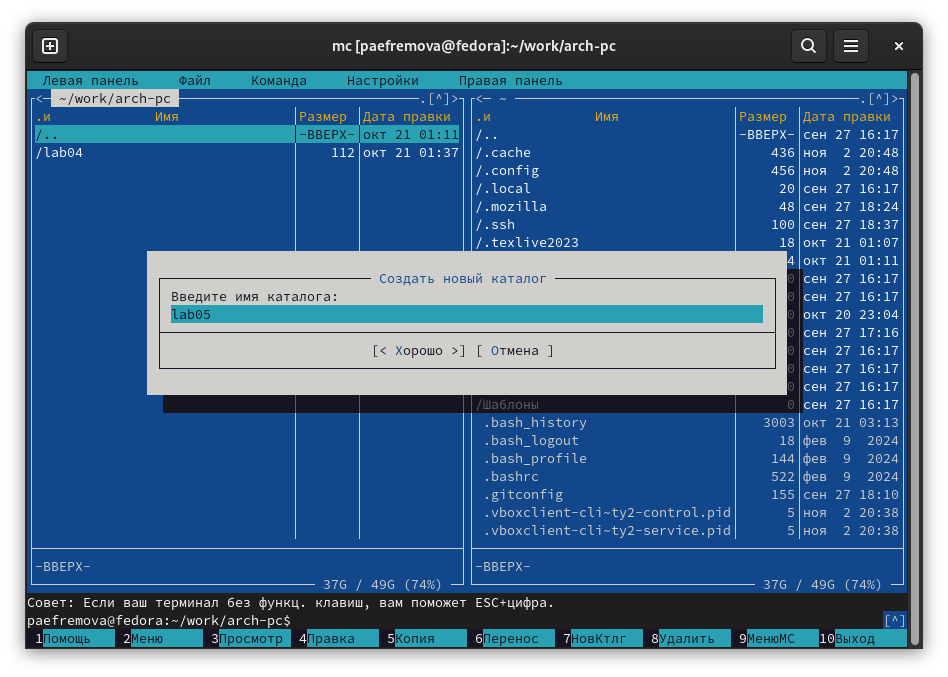 mc [paefremova@fedora]:~/work/arch-pc
Левая панель Файл Команда Настройки Правая панель
<─ ~/work/arch-pc .[^]> <─ ~ .[^]>
.и Имя Размер Дата правки .и Имя Размер Дата правки
/.. -ВВЕРХ- окт 21 01:11 /.. -ВВЕРХ- сен 27 16:17
/lab04 112 окт 21 01:37 /.cache 436 ноя 2 20:48
/.config 456 ноя 2 20:48
/.local 20 сен 27 16:17
/.mozilla 48 сен 27 18:24
/.ssh 100 сен 27 18:37
/.texlive2023 18 окт 21 01:07
4 окт 21 01:11
Создать новый каталог 0 сен 27 16:17
Введите имя каталога: 0 сен 27 16:17
lab05 0 окт 20 23:04
0 сен 27 17:16
[< Хорошо >] [ Отмена ] 0 сен 27 16:17
0 сен 27 16:17
0 сен 27 16:17
/Шаблоны 0 сен 27 16:17
.bash_history 3003 окт 21 03:13
.bash_logout 18 фев 9 2024
.bash_profile 144 фев 9 2024
.bashrc 522 фев 9 2024
.gitconfig 155 сен 27 18:10
.vboxclient-cli~ty2-control.pid 5 ноя 2 20:38
.vboxclient-cli~ty2-service.pid 5 ноя 2 20:38
-ВВЕРХ- -ВВЕРХ-
37G / 49G (74%) 37G / 49G (74%)
Совет: Если ваш терминал без функц. клавиш, вам поможет ESC+цифра.
paefremova@fedora:~/work/arch-pc$ [^]
1Помощь 2Меню 3Просмотр 4Правка 5Копия 6Перенос 7НовКтлг 8Удалить 9МенюМС 10Выход